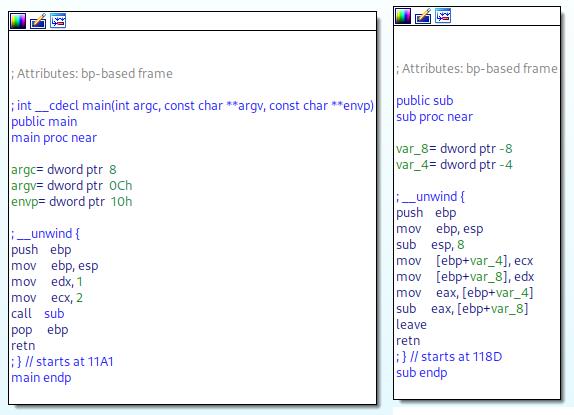 ; Attributes: bp-based frame
; int __cdecl main(int argc, const char **argv, const char **envp)
public main
main proc near
argc= dword ptr  8
argv= dword ptr  0Ch
envp= dword ptr  10h
; __unwind {
push    ebp
mov     ebp, esp
mov     edx, 1
mov     ecx, 2
call    sub
pop     ebp
retn
; } // starts at 11A1
main endp
; Attributes: bp-based frame
public sub
sub proc near
var_8= dword ptr -8
var_4= dword ptr -4
; __unwind {
push    ebp
mov     ebp, esp
sub     esp, 8
mov     [ebp+var_4], ecx
mov     [ebp+var_8], edx
mov     eax, [ebp+var_4]
sub     eax, [ebp+var_8]
leave
retn
; } // starts at 118D
sub endp